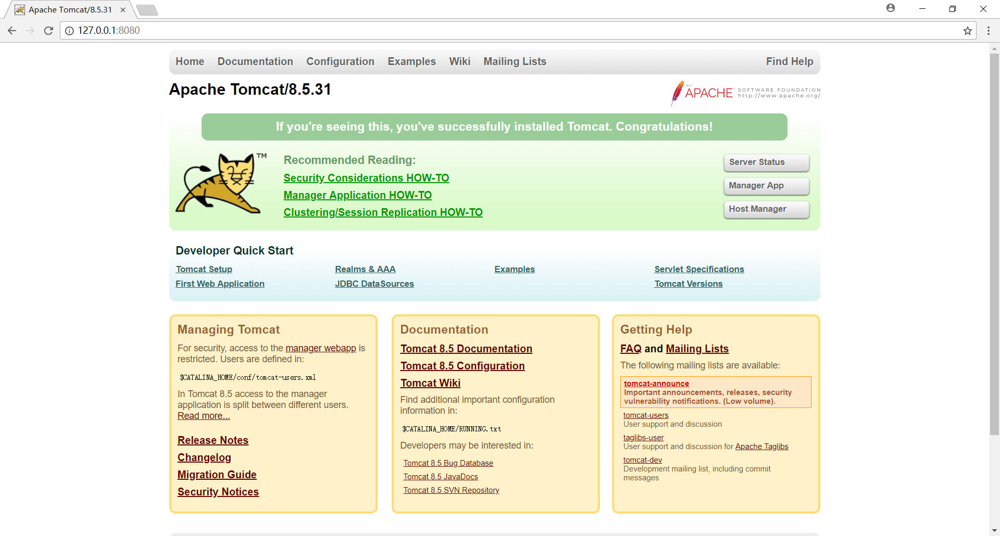 Apache Tomcat/8.5.31
127.0.0.1:8080
Home Documentation Configuration Examples Wiki Mailing Lists Find Help
Apache Tomcat/8.5.31
THE
APACHE SOFTWARE FOUNDATION
http://www.apache.org/
If you're seeing this, you've successfully installed Tomcat. Congratulations!
TM
Recommended Reading:
Security Considerations HOW-TO
Manager Application HOW-TO
Clustering/Session Replication HOW-TO
Server Status
Manager App
Host Manager
Developer Quick Start
Tomcat Setup
First Web Application
Realms & AAA
JDBC DataSources
Examples
Servlet Specifications
Tomcat Versions
Managing Tomcat
For security, access to the manager webapp is
restricted. Users are defined in:
$CATALINA_HOME/conf/tomcat-users.xml
In Tomcat 8.5 access to the manager
application is split between different users.
Read more...
Release Notes
Changelog
Migration Guide
Security Notices
Documentation
Tomcat 8.5 Documentation
Tomcat 8.5 Configuration
Tomcat Wiki
Find additional important configuration
information in:
$CATALINA_HOME/RUNNING.txt
Developers may be interested in:
Tomcat 8.5 Bug Database
Tomcat 8.5 JavaDocs
Tomcat 8.5 SVN Repository
Getting Help
FAQ and Mailing Lists
The following mailing lists are available:
tomcat-announce
Important announcements, releases, security
vulnerability notifications. (Low volume).
tomcat-users
User support and discussion
taglibs-user
User support and discussion for Apache Taglibs
tomcat-dev
Development mailing list, including commit
messages